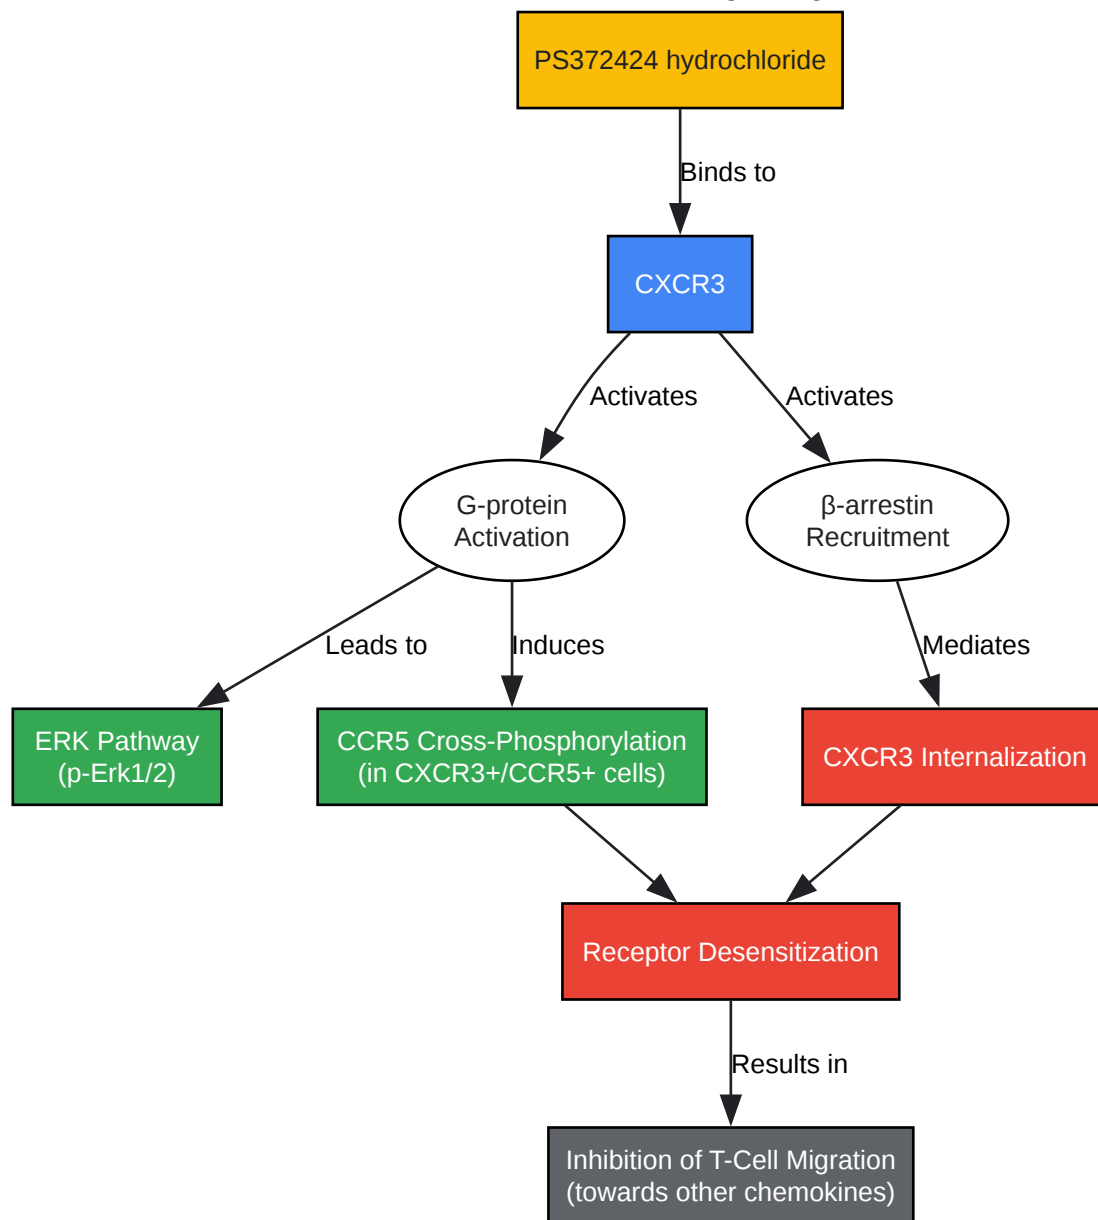 PS372424 hydrochloride
Binds to
CXCR3
Activates
Activates
G-protein
Activation
β-arrestin
Recruitment
Leads to
Induces
Mediates
ERK Pathway
(p-Erk1/2)
CCR5 Cross-Phosphorylation
(in CXCR3+/CCR5+ cells)
CXCR3 Internalization
Receptor Desensitization
Results in
Inhibition of T-Cell Migration
(towards other chemokines)